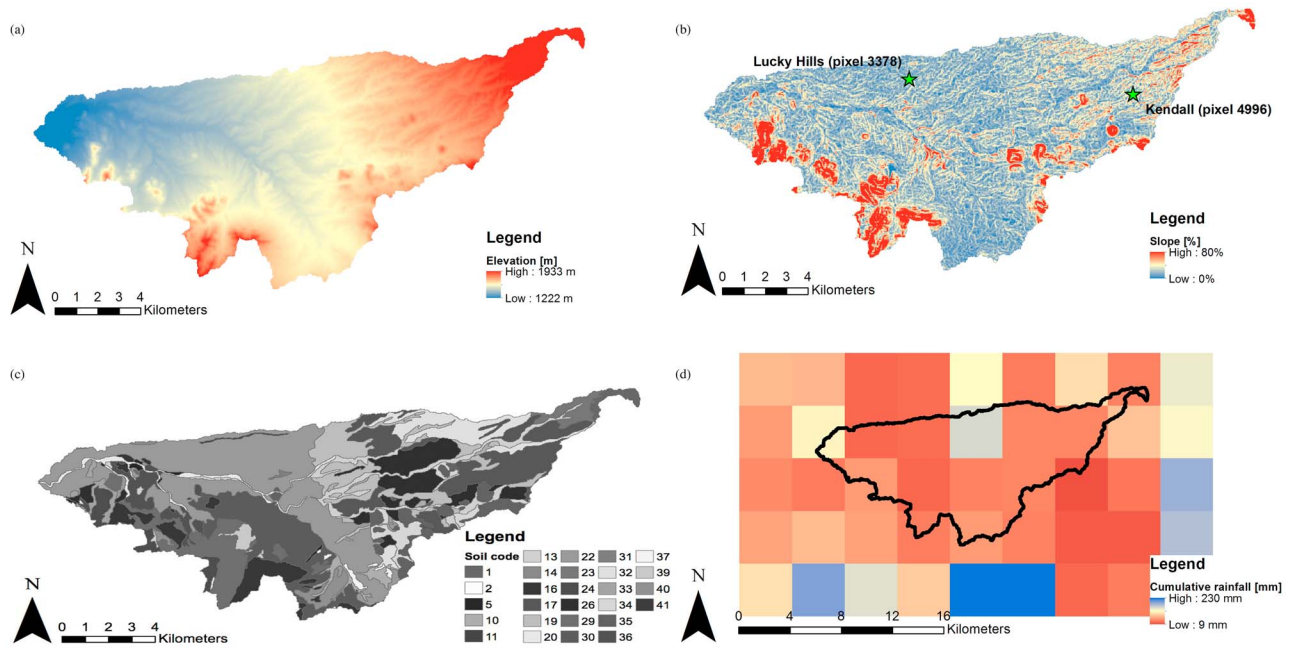 (a)
N
0 1 2 3 4
Kilometers
Legend
Elevation [m]
High : 1933 m
Low : 1222 m
(b)
Lucky Hills (pixel 3378)
Kendall (pixel 4996)
N
0 1 2 3 4
Kilometers
Legend
Slope [%]
High : 80%
Low : 0%
(c)
N
0 1 2 3 4
Kilometers
Legend
Soil code 13 22 31 37
1 14 23 32 39
2 16 24 33 40
5 17 26 34 41
10 19 29 35
11 20 30 36
(d)
N
0 4 8 12 16
Kilometers
Legend
Cumulative rainfall [mm]
High : 230 mm
Low : 9 mm